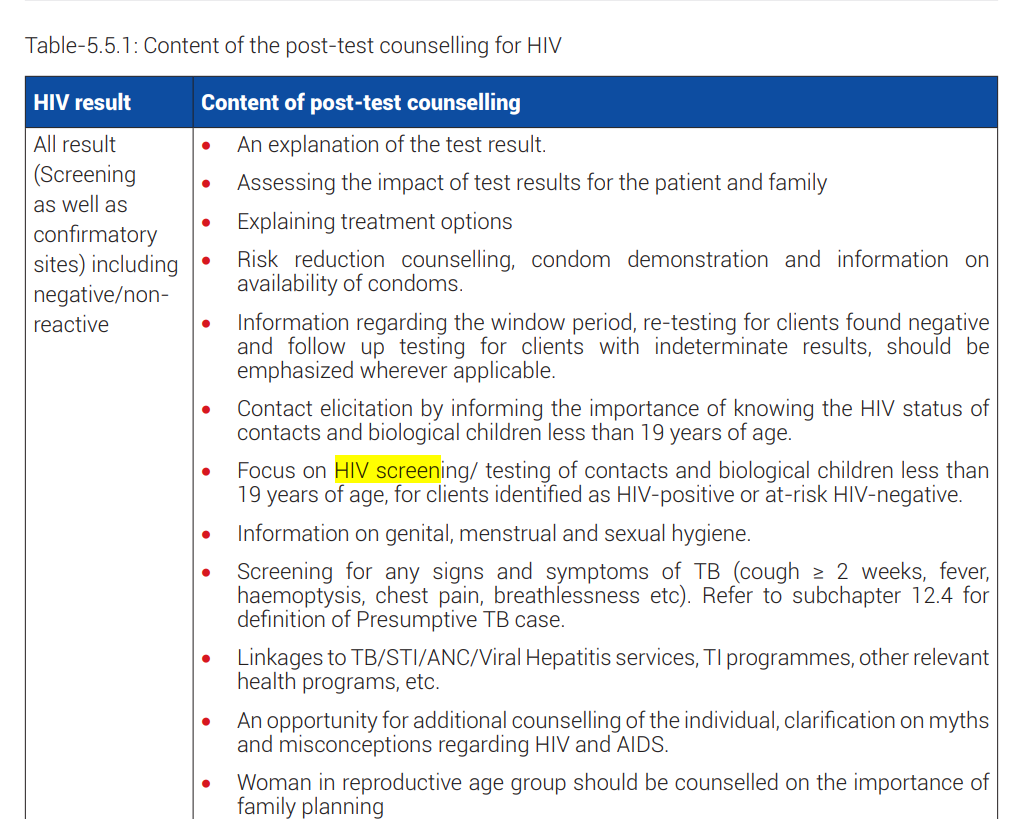 Table-5.5.1: Content of the post-test counselling for HIV
HIV result
Content of post-test counselling
All result
(Screening
as well as
confirmatory
sites) including
negative/non-
reactive
• An explanation of the test result.
• Assessing the impact of test results for the patient and family
• Explaining treatment options
• Risk reduction counselling, condom demonstration and information on
availability of condoms.
• Information regarding the window period, re-testing for clients found negative
and follow up testing for clients with indeterminate results, should be
emphasized wherever applicable.
• Contact elicitation by informing the importance of knowing the HIV status of
contacts and biological children less than 19 years of age.
• Focus on HIV screening/ testing of contacts and biological children less than
19 years of age, for clients identified as HIV-positive or at-risk HIV-negative.
• Information on genital, menstrual and sexual hygiene.
• Screening for any signs and symptoms of TB (cough ≥ 2 weeks, fever,
haemoptysis, chest pain, breathlessness etc). Refer to subchapter 12.4 for
definition of Presumptive TB case.
• Linkages to TB/STI/ANC/Viral Hepatitis services, TI programmes, other relevant
health programs, etc.
• An opportunity for additional counselling of the individual, clarification on myths
and misconceptions regarding HIV and AIDS.
• Woman in reproductive age group should be counselled on the importance of
family planning